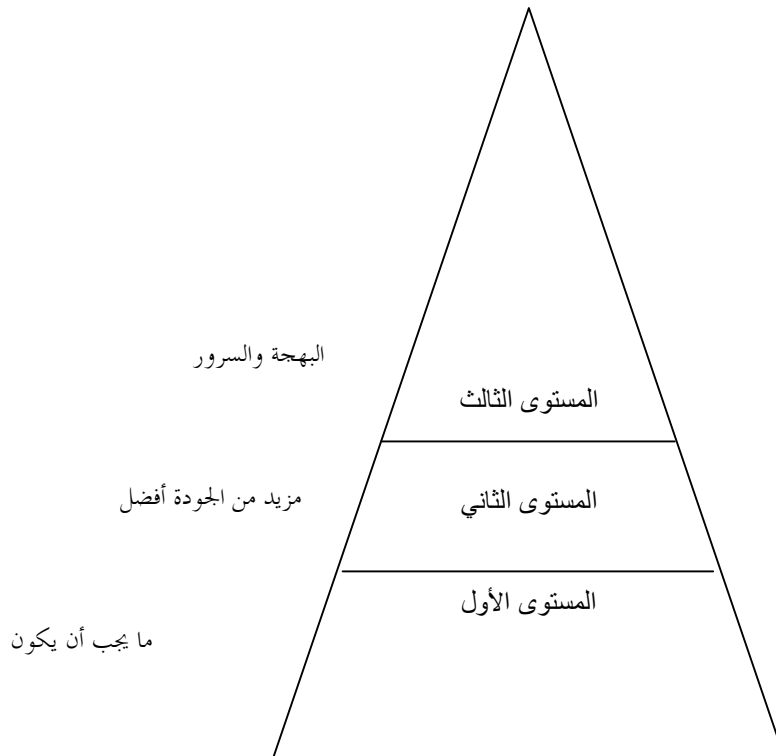 البهجة والسرور
المستوى الثالث
مزيد من الجودة أفضل
المستوى الثاني
المستوى الأول
ما يجب أن يكون